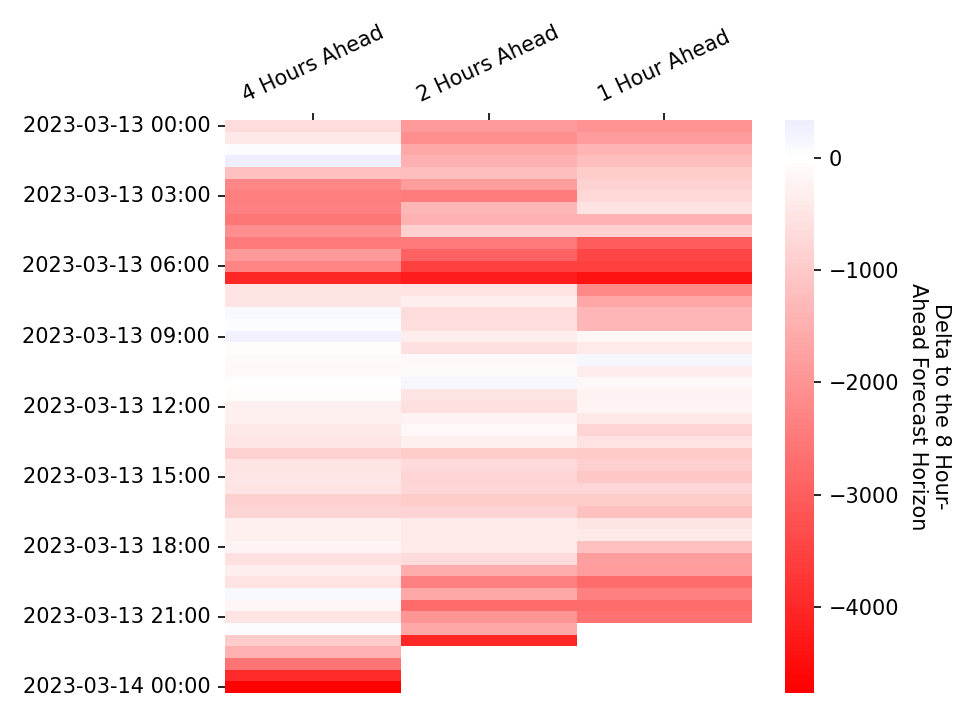 4 Hours Ahead
2 Hours Ahead
1 Hour Ahead
2023-03-13 00:00
2023-03-13 03:00
2023-03-13 06:00
2023-03-13 09:00
2023-03-13 12:00
2023-03-13 15:00
2023-03-13 18:00
2023-03-13 21:00
2023-03-14 00:00
0
−1000
−2000
−3000
−4000
Delta to the 8 Hour-
Ahead Forecast Horizon